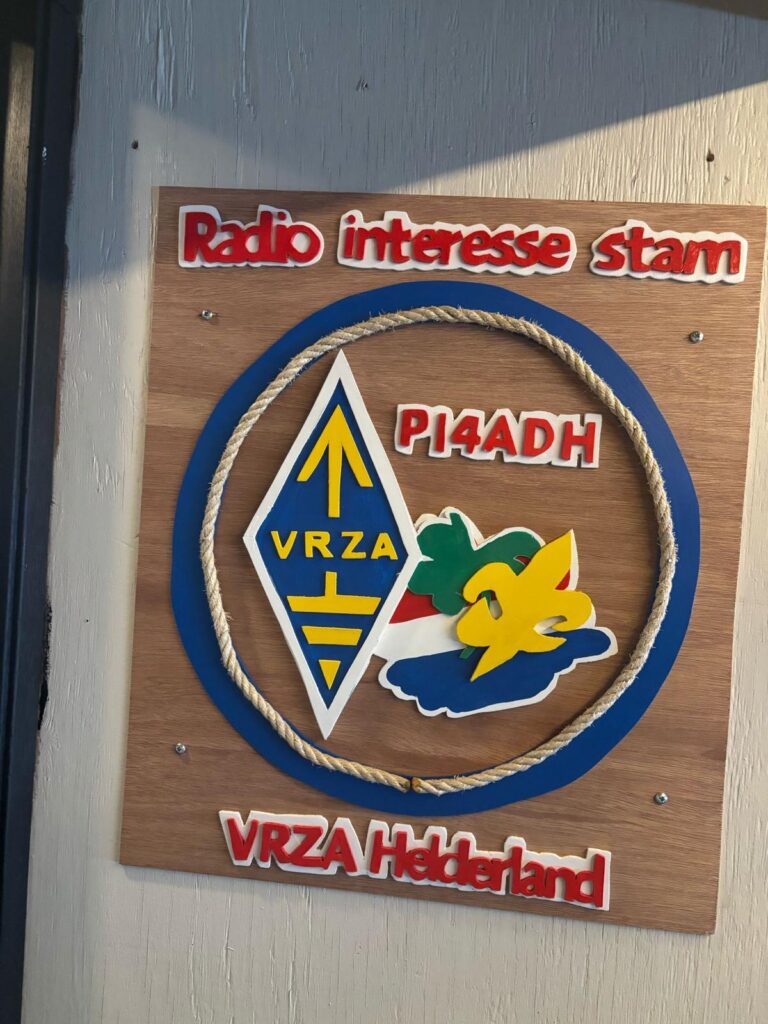 Radio interesse stam
PI4ADH
VRZA
VRZA Helderland